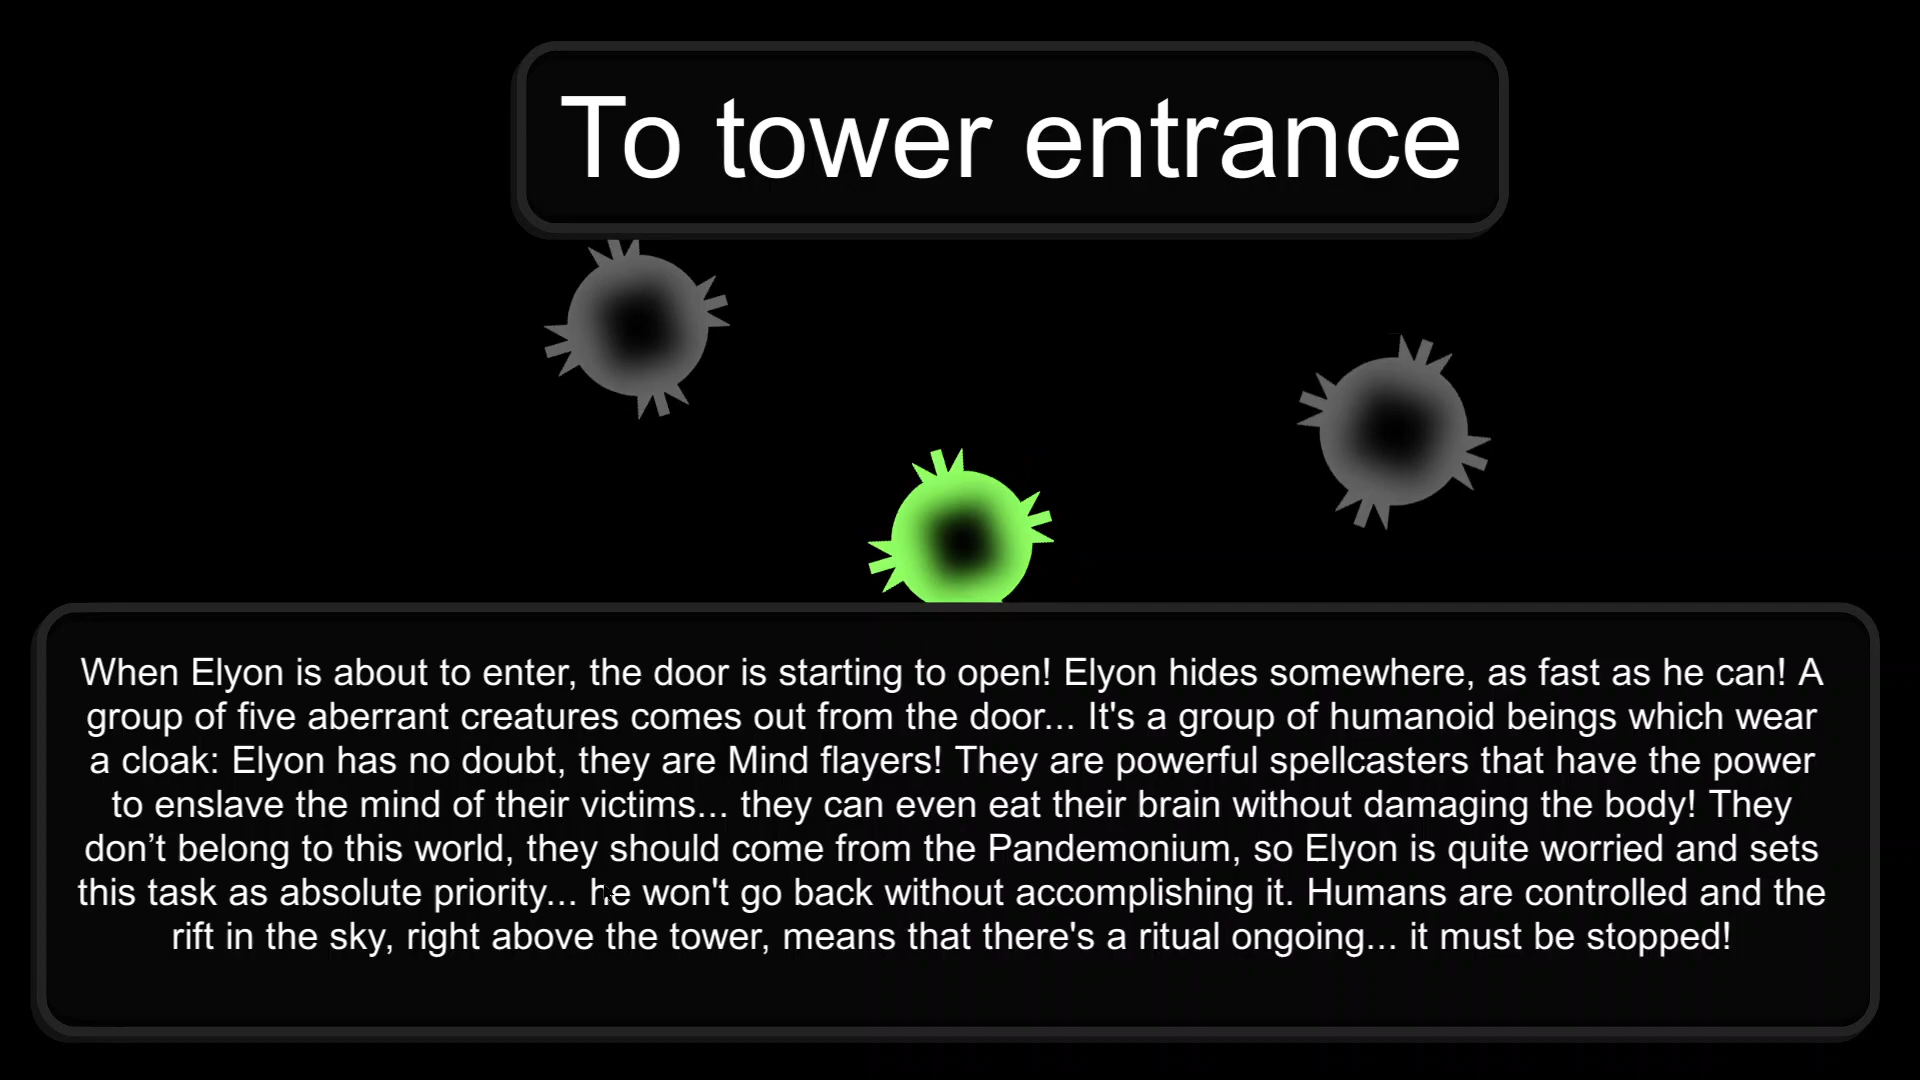 To tower entrance
When Elyon is about to enter, the door is starting to open! Elyon hides somewhere, as fast as he can! A
group of five aberrant creatures comes out from the door... It's a group of humanoid beings which wear
a cloak: Elyon has no doubt, they are Mind flayers! They are powerful spellcasters that have the power
to enslave the mind of their victims... they can even eat their brain without damaging the body! They
don’t belong to this world, they should come from the Pandemonium, so Elyon is quite worried and sets
this task as absolute priority... he won't go back without accomplishing it. Humans are controlled and the
rift in the sky, right above the tower, means that there's a ritual ongoing... it must be stopped!